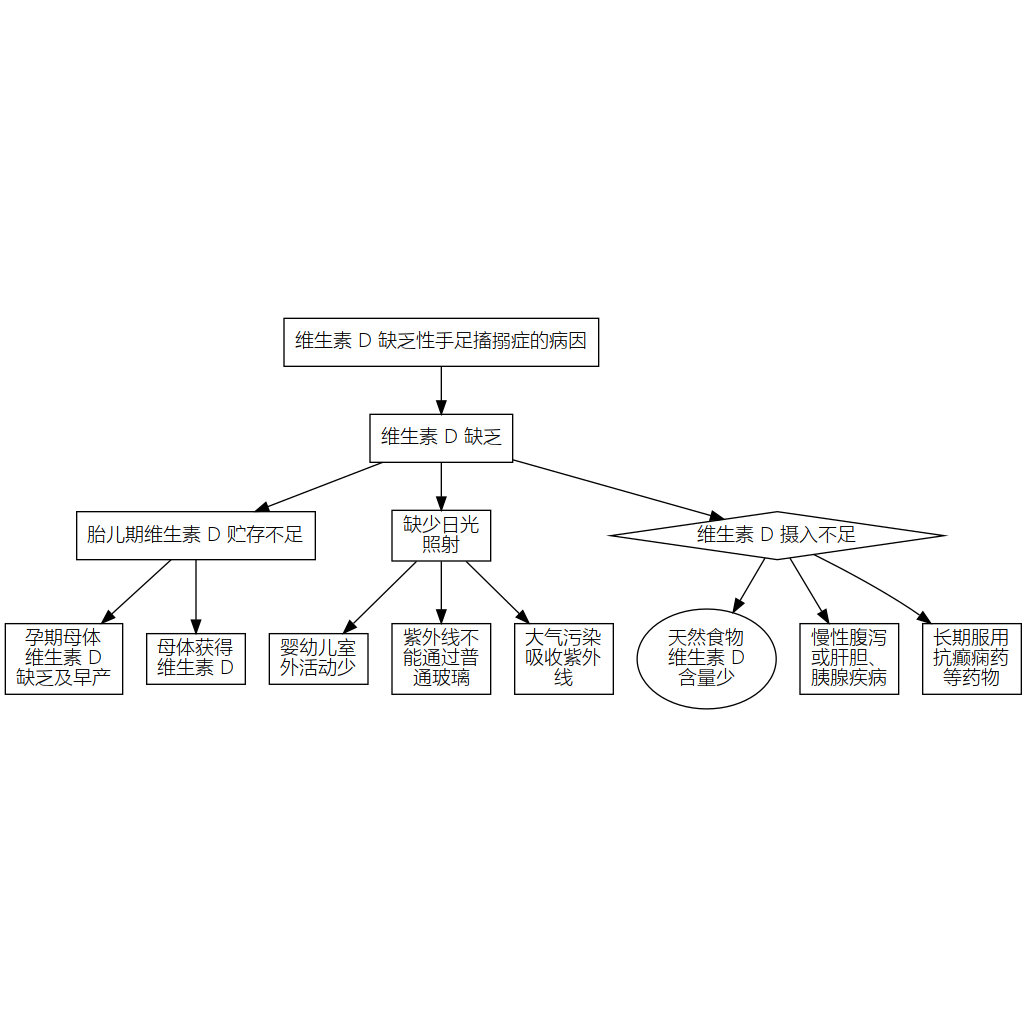 维生素 D 缺乏性手足搐搦症的病因
维生素 D 缺乏
胎儿期维生素 D 贮存不足
缺少日光
照射
维生素 D 摄入不足
孕期母体
维生素 D
缺乏及早产
母体获得
维生素 D
婴幼儿室
外活动少
紫外线不
能通过普
通玻璃
大气污染
吸收紫外
线
天然食物
维生素 D
含量少
慢性腹泻
或肝胆、
胰腺疾病
长期服用
抗癫痫药
等药物